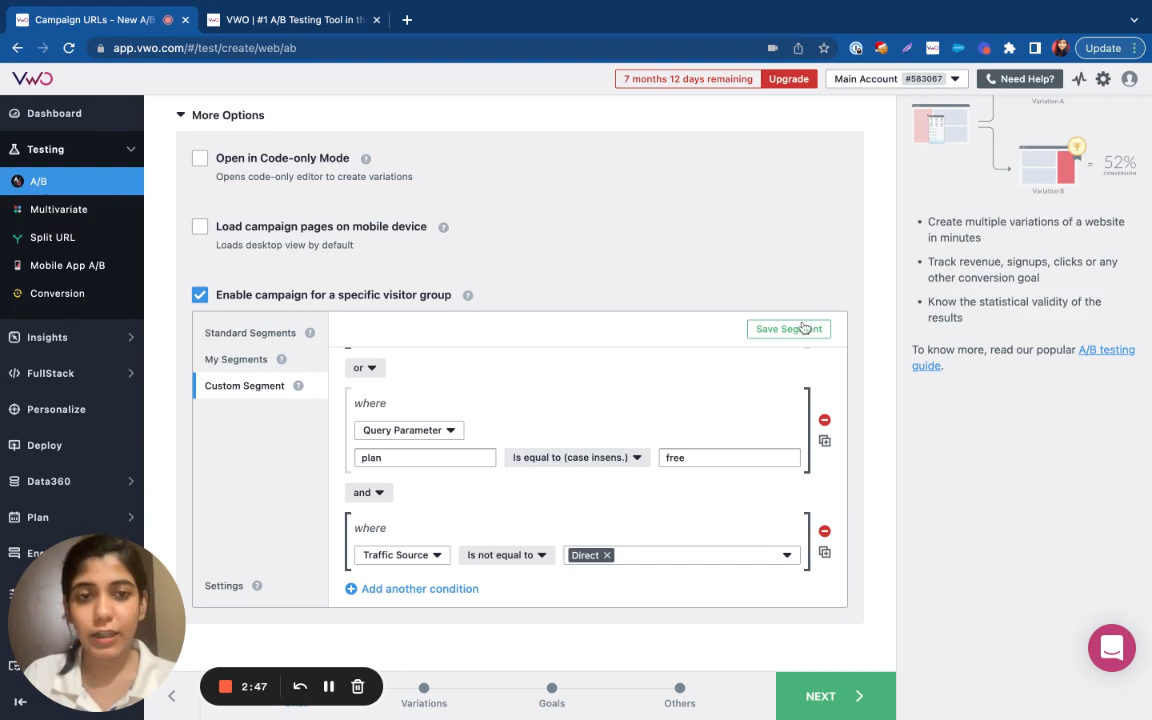 Campaign URLs - New A/B
VWO | #1 A/B Testing Tool in th
app.vwo.com/#/test/create/web/ab
Update
VWO
7 months 12 days remaining
Upgrade
Main Account #583067
Need Help?
Dashboard
Testing
A/B
Multivariate
Split URL
Mobile App A/B
Conversion
Insights
FullStack
Personalize
Deploy
Data360
Plan
More Options
Open in Code-only Mode
Opens code-only editor to create variations
Load campaign pages on mobile device
Loads desktop view by default
Enable campaign for a specific visitor group
Standard Segments
My Segments
Custom Segment
Settings
Save Segment
or
where
Query Parameter
plan
Is equal to (case insens.)
free
and
where
Traffic Source
Is not equal to
Direct
Add another condition
2:47
Variations
Goals
Others
NEXT
Variation A
= 52%
CONVERSION
Variation B
Create multiple variations of a website
in minutes
Track revenue, signups, clicks or any
other conversion goal
Know the statistical validity of the
results
To know more, read our popular A/B testing
guide.